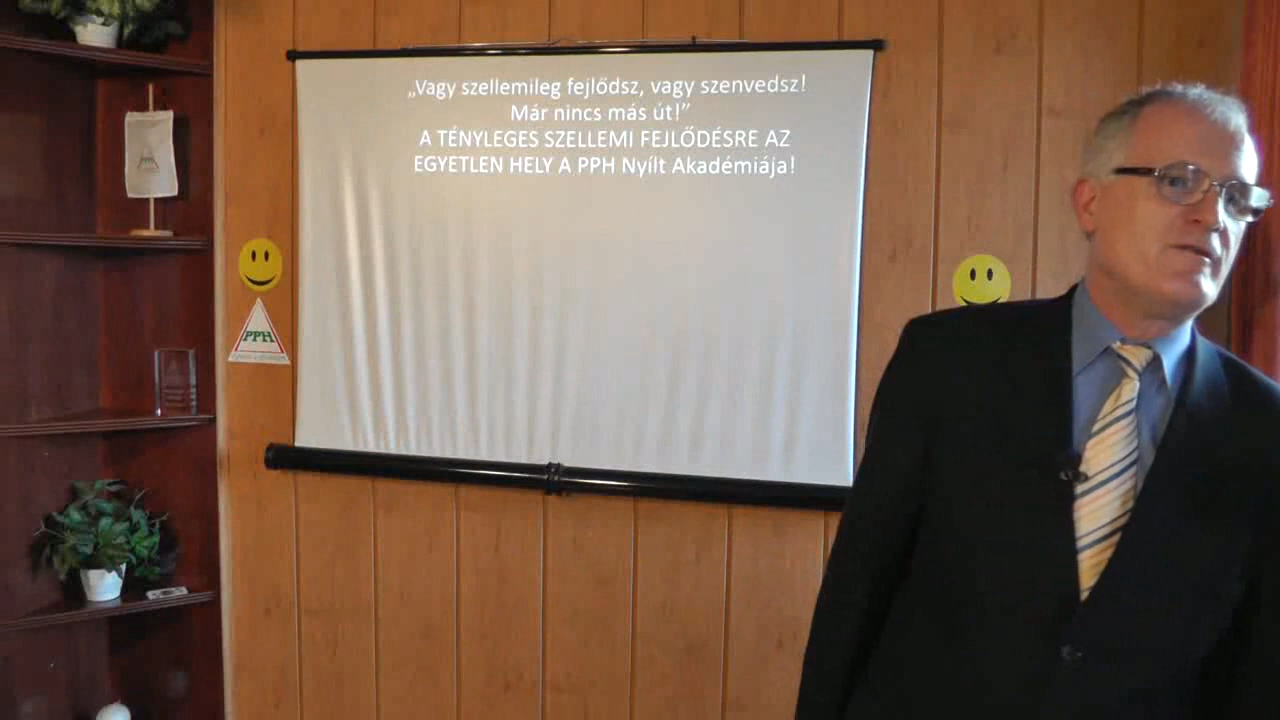 „Vagy szellemileg fejlődsz, vagy szenvedsz!
Már nincs más út!”
A TÉNYLEGES SZELLEMI FEJLŐDÉSRE AZ
EGYETLEN HELY A PPH Nyílt Akadémiája!
PPH